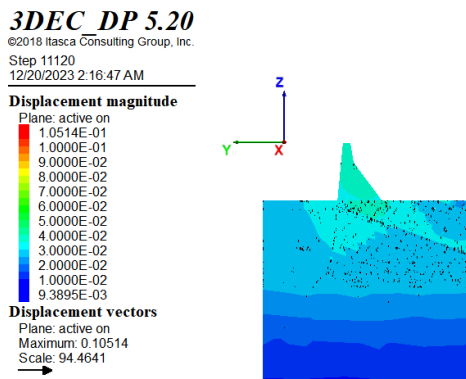 3DEC_DP 5.20
©2018 Itasca Consulting Group, Inc.
Step 11120
12/20/2023 2:16:47 AM
Displacement magnitude
Plane: active on
1.0514E-01
1.0000E-01
9.0000E-02
8.0000E-02
7.0000E-02
6.0000E-02
5.0000E-02
4.0000E-02
3.0000E-02
2.0000E-02
1.0000E-02
9.3895E-03
Displacement vectors
Plane: active on
Maximum: 0.10514
Scale: 94.4641
Z
Y
X